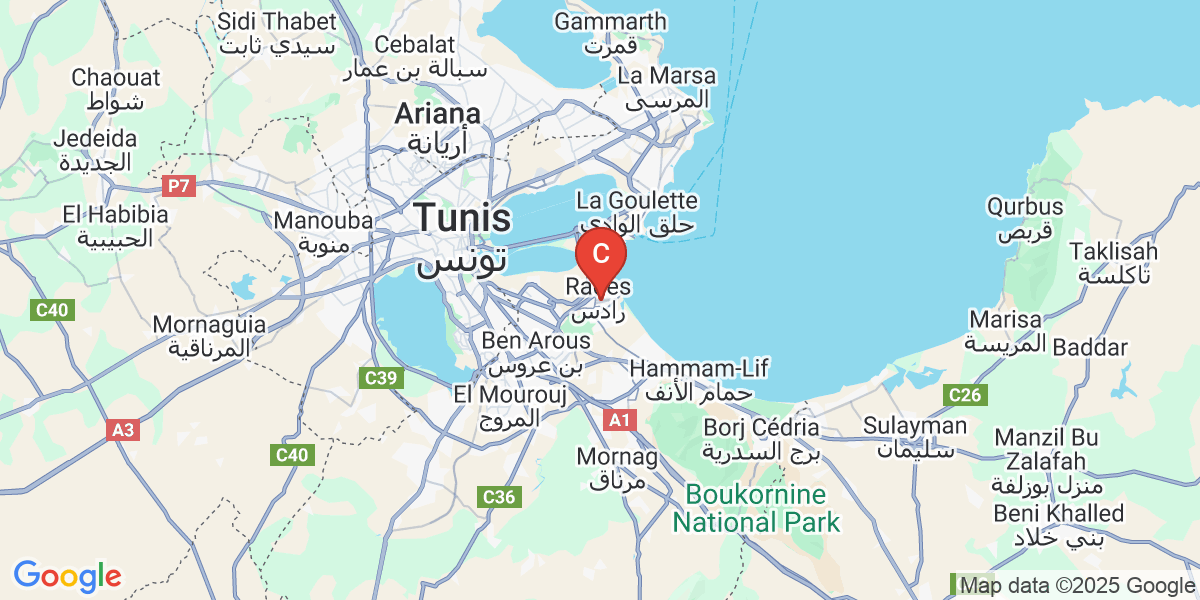 Sidi Thabet
سيدي ثابت
Gammarth
قمرت
Cebalat
سبالة بن عمار
Chaouat
شواط
La Marsa
المرسى
Ariana
أريانة
Jedeida
الجديدة
P7
La Goulette
حلق الوادي
Qurbus
قربص
El Habibia
الحبيبية
Manouba
منوبة
Tunis
تونس
C
Taklisah
تاكلسة
Rades
رادس
C40
Mornaguia
المرناقية
Marisa
المريسة
Baddar
Ben Arous
بن عروس
C39
Hammam-Lif
حمام الأنف
El Mourouj
المروج
C26
A3
A1
Borj Cédria
برج السدرية
Sulayman
سليمان
C40
Mornag
مرناق
Manzil Bu
Zalafah
منزل بوزلفة
C36
Boukornine
National Park
Beni Khalled
بني خلاد
Google
Map data ©2025 Google